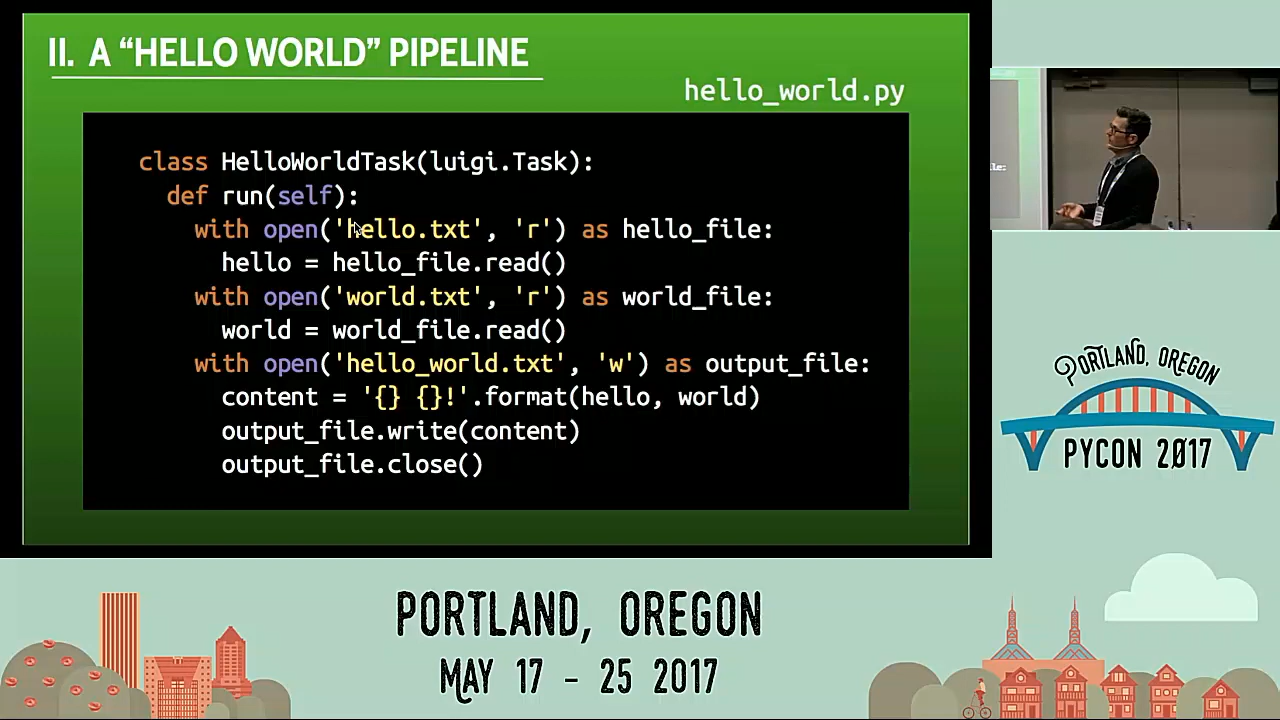 II. A “HELLO WORLD” PIPELINE
hello_world.py
class HelloWorldTask(luigi.Task):
def run(self):
with open('hello.txt', 'r') as hello_file:
hello = hello_file.read()
with open('world.txt', 'r') as world_file:
world = world_file.read()
with open('hello_world.txt', 'w') as output_file:
content = '{} {}!'.format(hello, world)
output_file.write(content)
output_file.close()
PORTLAND, OREGON
PYCON 2017
PORTLAND, OREGON
MAY 17 - 25 2017